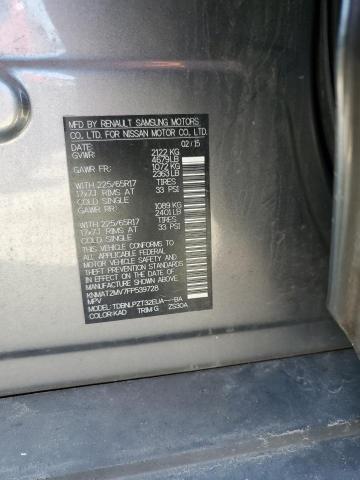 MFD BY RENAULT SAMSUNG MOTORS
CO., LTD. FOR NISSAN MOTOR CO., LTD.
DATE: 02/15
GVWR: 2122 KG
4679LB
GAWR FR: 1072 KG
2363LB
WITH 225/65R17 TIRES
17x7J RIMS AT 33 PSI
COLD SINGLE
GAWR RR: 1089 KG
2401LB
WITH 225/65R17 TIRES
17x7J RIMS AT 33 PSI
COLD SINGLE
THIS VEHICLE CONFORMS TO
ALL APPLICABLE FEDERAL
MOTOR VEHICLE SAFETY
AND BUMPER STANDARDS
IN EFFECT ON THE DATE OF
MANUFACTURE SHOWN ABOVE.
KNMAT2MV7FP539728
MPV
MODEL: TDBNLPZT32EUA---BA
COLOR:KAD TRIM:G ZS30A